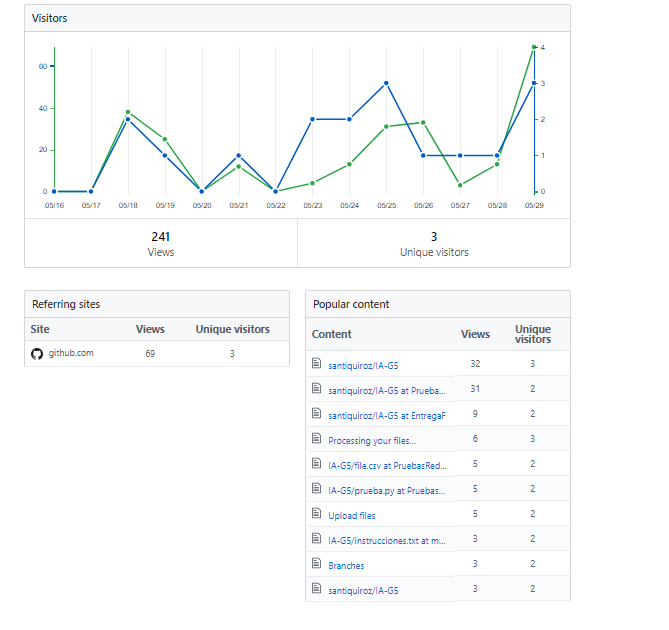 Visitors
60
40
20
0
4
3
2
1
0
05/16 05/17 05/18 05/19 05/20 05/21 05/22 05/23 05/24 05/25 05/26 05/27 05/28 05/29
241
Views
3
Unique visitors
Referring sites
Site Views Unique visitors
github.com 69 3
Popular content
Content Views Unique visitors
santiquiroz/IA-G5 32 3
santiquiroz/IA-G5 at Prueba... 31 2
santiquiroz/IA-G5 at EntregaF 9 2
Processing your files... 6 3
IA-G5/file.csv at PruebasRed... 5 2
IA-G5/prueba.py at Pruebas... 5 2
Upload files 5 2
IA-G5/instrucciones.txt at m... 3 2
Branches 3 2
santiquiroz/IA-G5 3 2